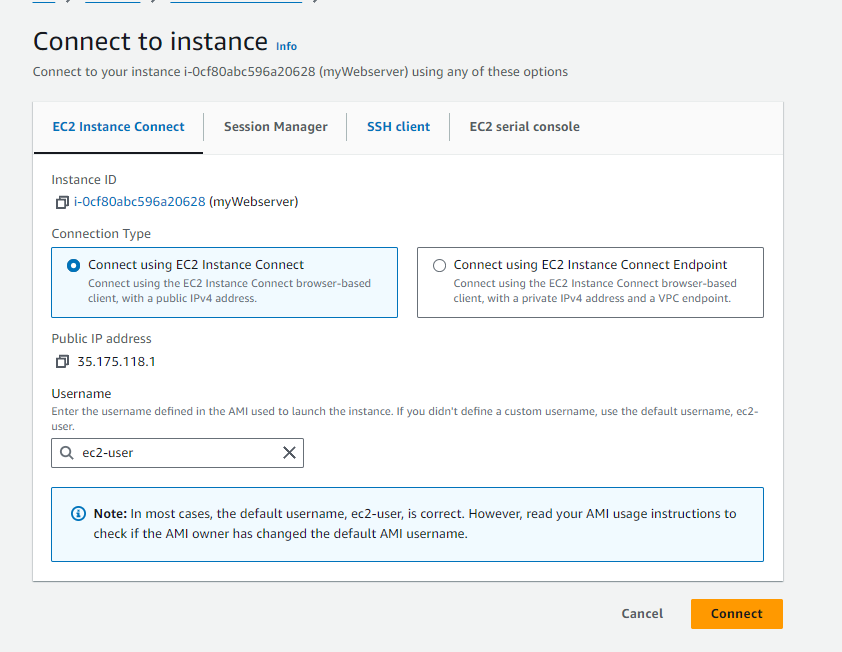 Connect to instance Info
Connect to your instance i-0cf80abc596a20628 (myWebserver) using any of these options
EC2 Instance Connect
Session Manager
SSH client
EC2 serial console
Instance ID
i-0cf80abc596a20628 (myWebserver)
Connection Type
Connect using EC2 Instance Connect
Connect using the EC2 Instance Connect browser-based
client, with a public IPv4 address.
Connect using EC2 Instance Connect Endpoint
Connect using the EC2 Instance Connect browser-based
client, with a private IPv4 address and a VPC endpoint.
Public IP address
35.175.118.1
Username
Enter the username defined in the AMI used to launch the instance. If you didn't define a custom username, use the default username, ec2-
user.
ec2-user
Note: In most cases, the default username, ec2-user, is correct. However, read your AMI usage instructions to
check if the AMI owner has changed the default AMI username.
Cancel
Connect